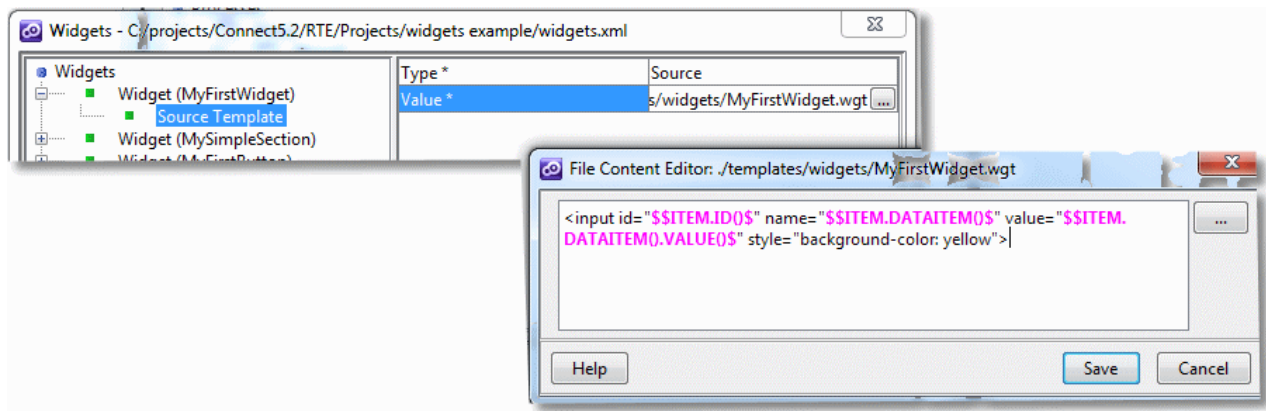 Widgets - C:/projects/Connect5.2/RTE/Projects/widgets example/widgets.xml
Widgets
Type *
Source
Widget (MyFirstWidget)
Value *
s/widgets/MyFirstWidget.wgt ...
Source Template
Widget (MySimpleSection)
Widget (MyFirstButton)
File Content Editor: ./templates/widgets/MyFirstWidget.wgt
<input id="$$ITEM.ID()$" name="$$ITEM.DATAITEM()$" value="$$ITEM.
DATAITEM().VALUE()$" style="background-color: yellow">
...
Help
Save
Cancel